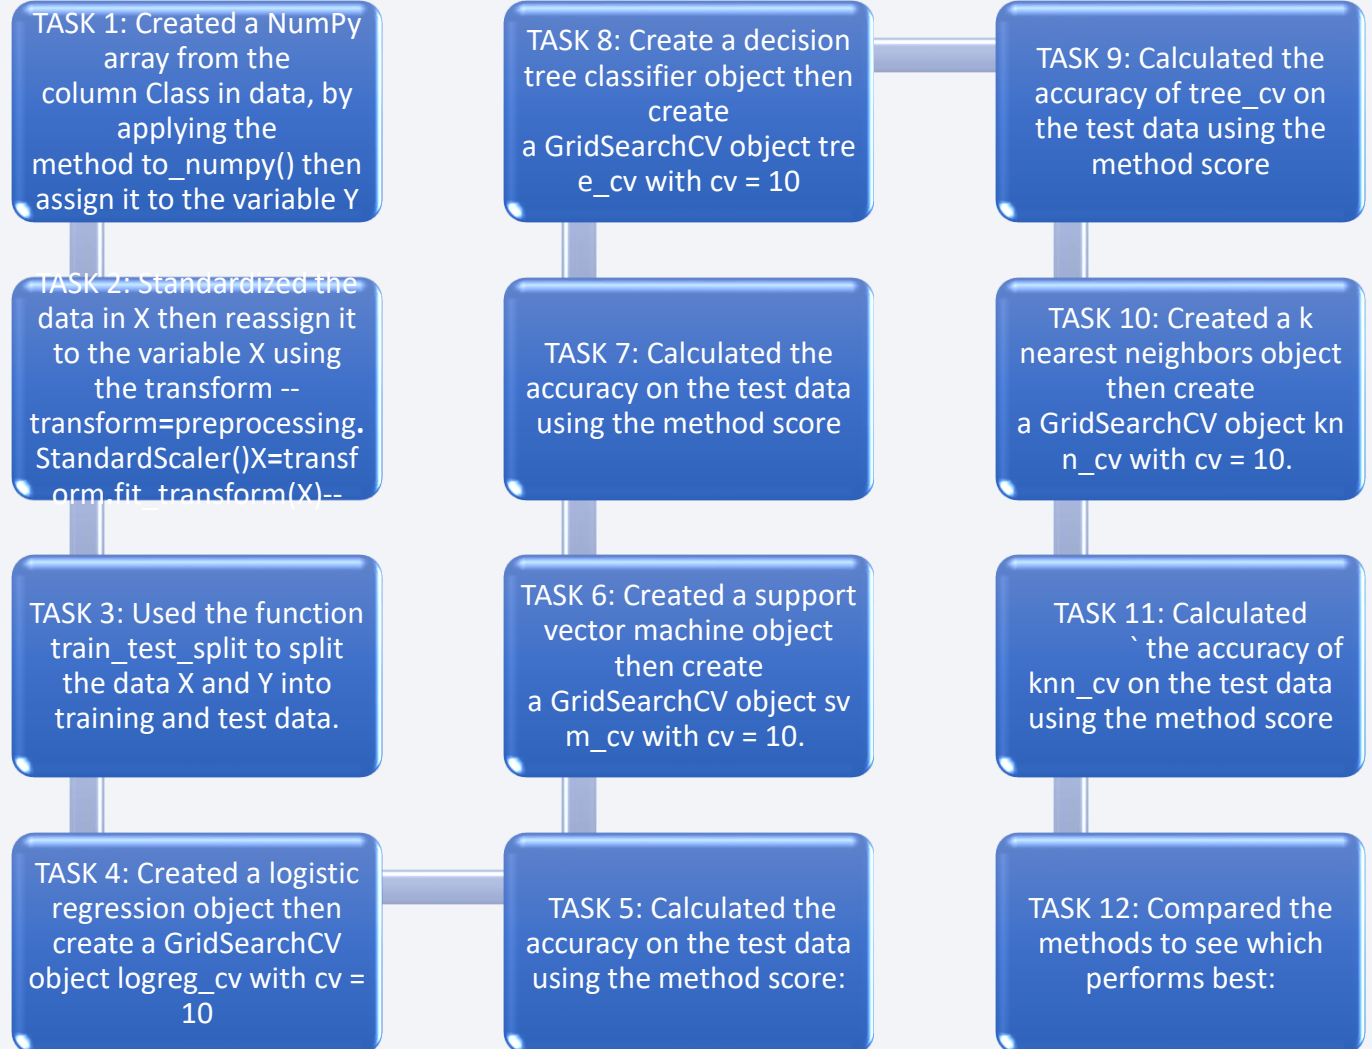 TASK 1: Created a NumPy
array from the
column Class in data, by
applying the
method to_numpy() then
assign it to the variable Y
TASK 2: Standardized the
data in X then reassign it
to the variable X using
the transform --
transform=preprocessing.
StandardScaler()X=transf
orm.fit_transform(X)--
TASK 3: Used the function
train_test_split to split
the data X and Y into
training and test data.
TASK 4: Created a logistic
regression object then
create a GridSearchCV
object logreg_cv with cv =
10
TASK 5: Calculated the
accuracy on the test data
using the method score:
TASK 6: Created a support
vector machine object
then create
a GridSearchCV object sv
m_cv with cv = 10.
TASK 7: Calculated the
accuracy on the test data
using the method score
TASK 8: Create a decision
tree classifier object then
create
a GridSearchCV object tre
e_cv with cv = 10
TASK 9: Calculated the
accuracy of tree_cv on
the test data using the
method score
TASK 10: Created a k
nearest neighbors object
then create
a GridSearchCV object kn
n_cv with cv = 10.
TASK 11: Calculated
` the accuracy of
knn_cv on the test data
using the method score
TASK 12: Compared the
methods to see which
performs best: